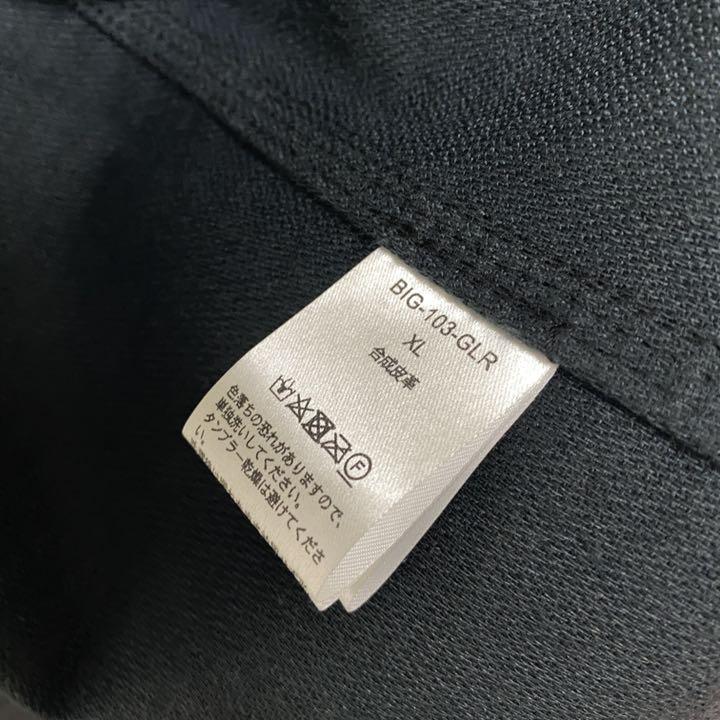 BIG-103-GLR
XL
合成皮革
F
色落ちの恐れがありますので、
単独洗いしてください。
タンブラー乾燥は避けてくださ
い。